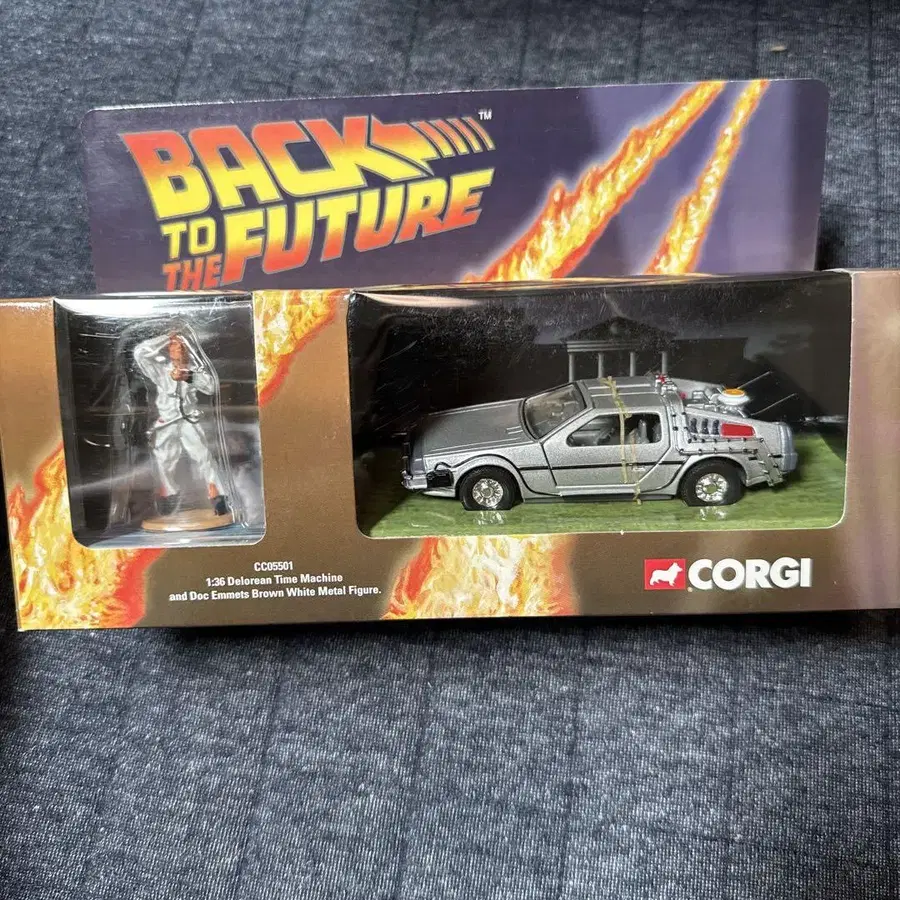 BACK
TO THE
FUTURE
TM
CC05501
1:36 Delorean Time Machine
and Doc Emmets Brown White Metal Figure.
CORGI